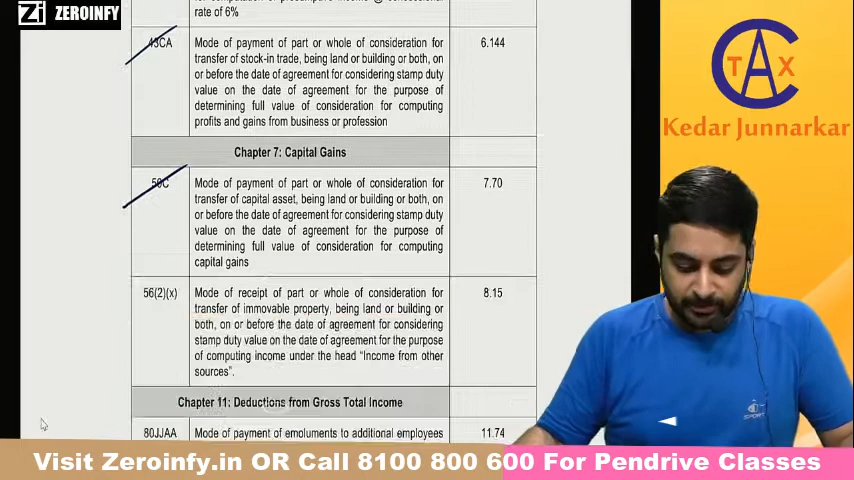 Zi ZEROINFY
rate of 6%
43CA
Mode of payment of part or whole of consideration for
transfer of stock-in trade, being land or building or both, on
or before the date of agreement for considering stamp duty
value on the date of agreement for the purpose of
determining full value of consideration for computing
profits and gains from business or profession
6.144
Chapter 7: Capital Gains
50C
Mode of payment of part or whole of consideration for
transfer of capital asset, being land or building or both, on
or before the date of agreement for considering stamp duty
value on the date of agreement for the purpose of
determining full value of consideration for computing
capital gains
7.70
56(2)(x)
Mode of receipt of part or whole of consideration for
transfer of immovable property, being land or building or
both, on or before the date of agreement for considering
stamp duty value on the date of agreement for the purpose
of computing income under the head "Income from other
sources".
8.15
Chapter 11: Deductions from Gross Total Income
80JJAA
Mode of payment of emoluments to additional employees
11.74
CA
TAX
Kedar Junnarkar
Visit Zeroinfy.in OR Call 8100 800 600 For Pendrive Classes